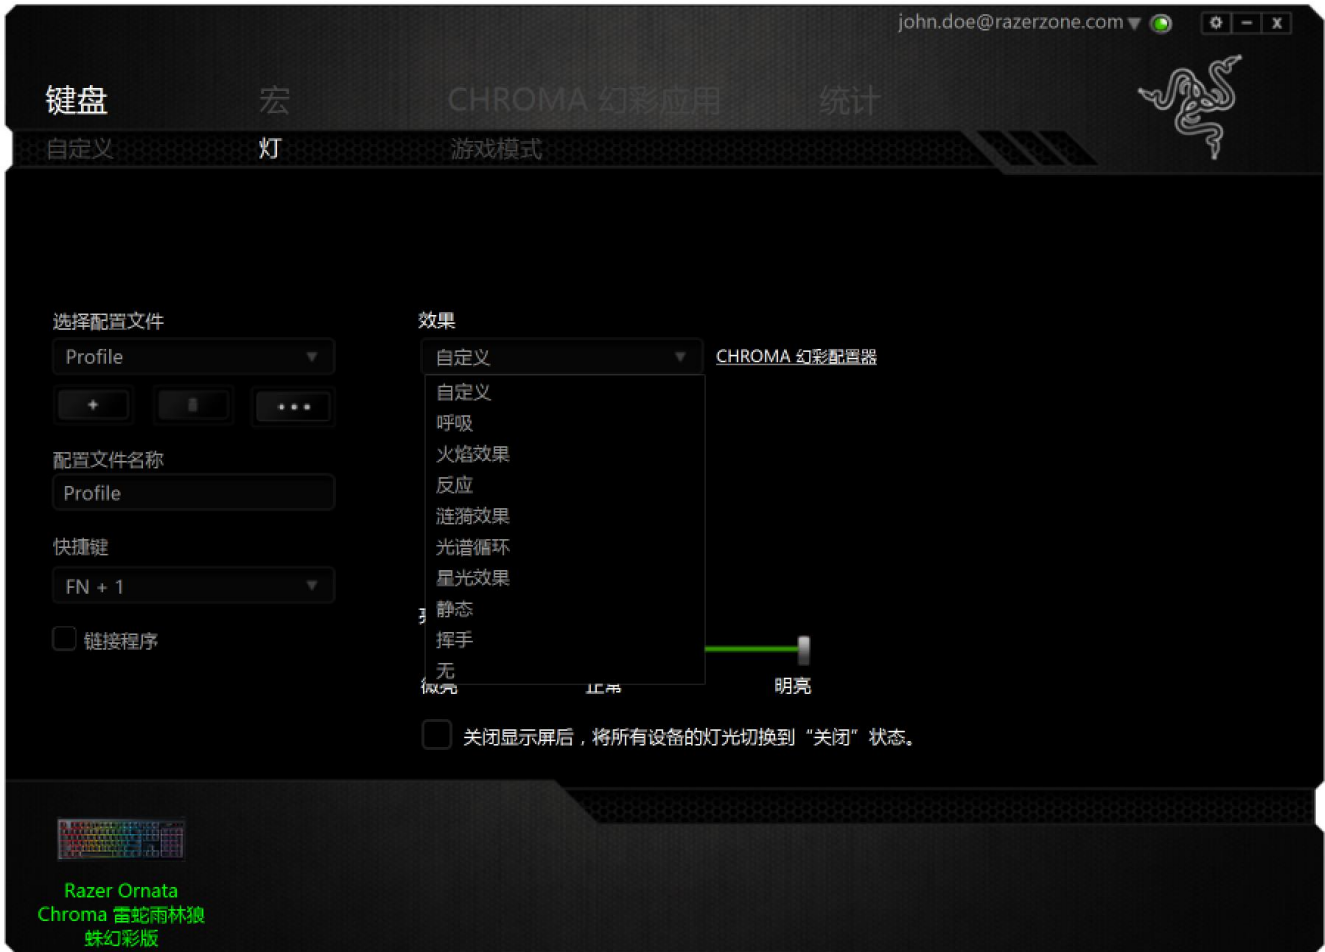 john.doe@razerzone.com
键盘 宏 CHROMA 幻彩应用 统计
自定义 灯 游戏模式
选择配置文件
Profile
配置文件名称
Profile
快捷键
FN + 1
链接程序
效果
自定义 CHROMA 幻彩配置器
自定义
呼吸
火焰效果
反应
涟漪效果
光谱循环
星光效果
静态
挥手
无
微亮 正常 明亮
关闭显示屏后，将所有设备的灯光切换到“关闭”状态。
Razer Ornata
Chroma 雷蛇雨林狼
蛛幻彩版